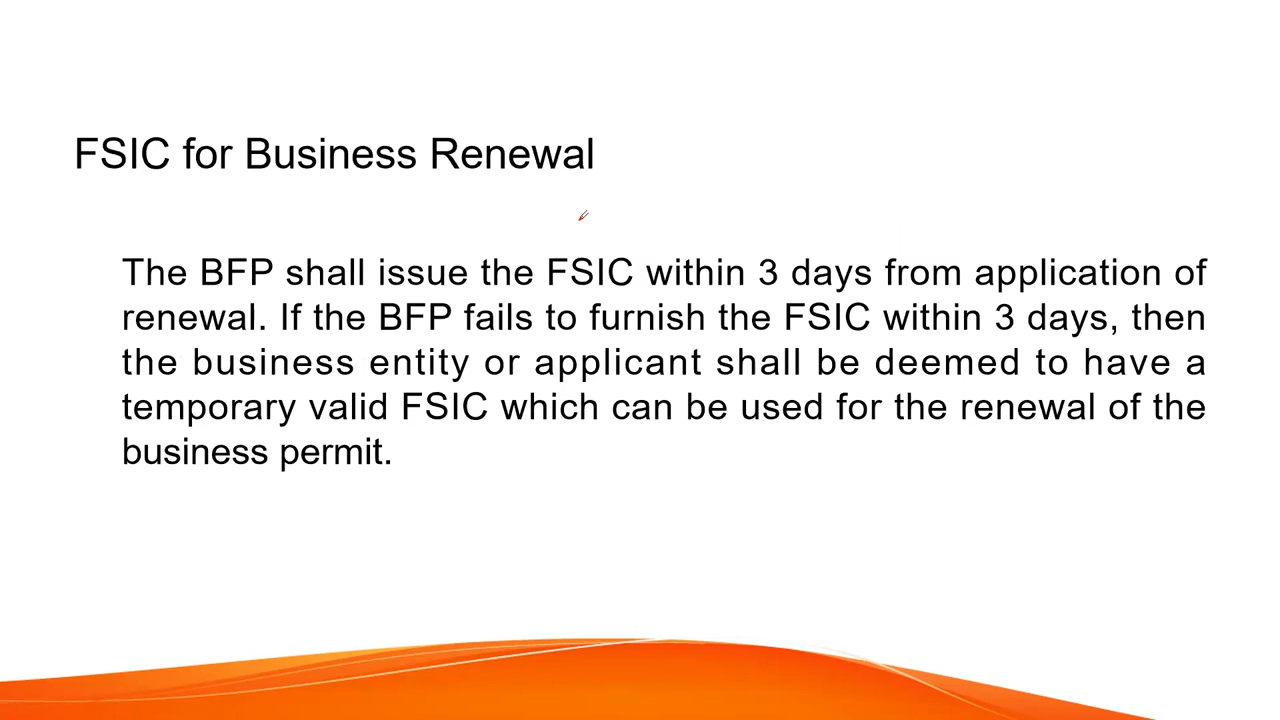 FSIC for Business Renewal
The BFP shall issue the FSIC within 3 days from application of
renewal. If the BFP fails to furnish the FSIC within 3 days, then
the business entity or applicant shall be deemed to have a
temporary valid FSIC which can be used for the renewal of the
business permit.